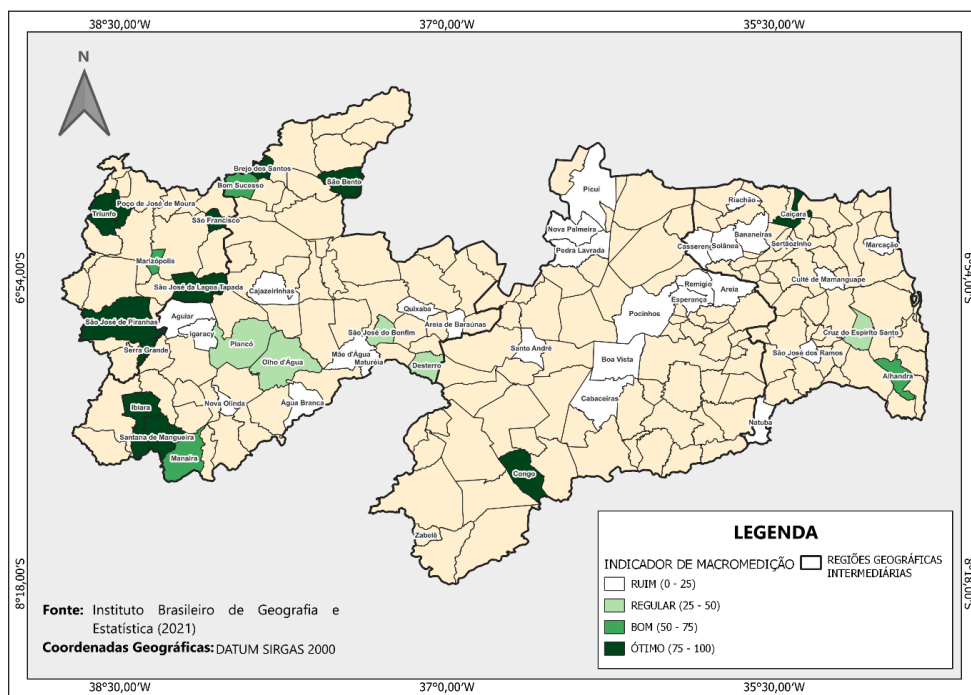 38°30,00'W 37°0,00'W 35°30,00'W
N
6°54,00'S
6°54,00'S
8°18,00'S
8°18,00'S
Brejo dos Santos
Bom Sucesso
São Bento
Poço de José de Moura
Triunfo
São Francisco
Marizópolis
São José da Lagoa Tapada
Cajazeirinhas
São José de Piranhas
Aguiar
Igaracy
Serra Grande
Piancó
Olho d'Água
São José do Bonfim
Mãe d'Água
Maturéia
Quixaba
Areia de Baraúnas
Desterro
Ibiara
Nova Olinda
Água Branca
Santana de Mangueira
Manaíra
Picuí
Nova Palmeira
Pedra Lavrada
Riachão
Caiçara
Bananeiras
Casseren
Solânea
Sertãozinho
Marcação
Cuité de Mamanguape
Remígio
Areia
Esperança
Pocinhos
Cruz do Espírito Santo
São José dos Ramos
Santo André
Boa Vista
Alhandra
Cabaceiras
Natuba
Congo
Zabelê
LEGENDA
INDICADOR DE MACROMEDIÇÃO
RUIM (0 - 25)
REGULAR (25 - 50)
BOM (50 - 75)
ÓTIMO (75 - 100)
REGIÕES GEOGRÁFICAS
INTERMEDIÁRIAS
Fonte: Instituto Brasileiro de Geografia e
Estatística (2021)
Coordenadas Geográficas: DATUM SIRGAS 2000
38°30,00'W 37°0,00'W 35°30,00'W